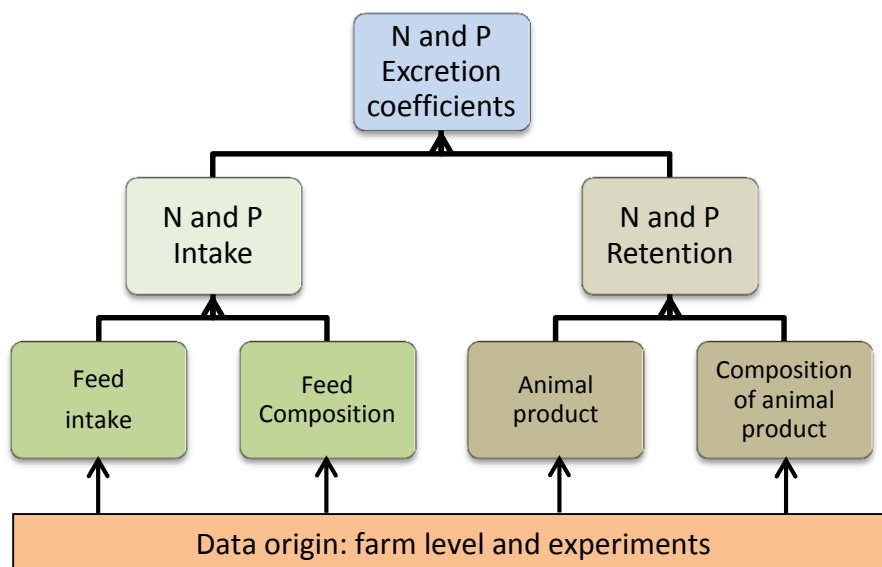 N and P
Excretion
coefficients
N and P
Intake
N and P
Retention
Feed
intake
Feed
Composition
Animal
product
Composition
of animal
product
Data origin: farm level and experiments